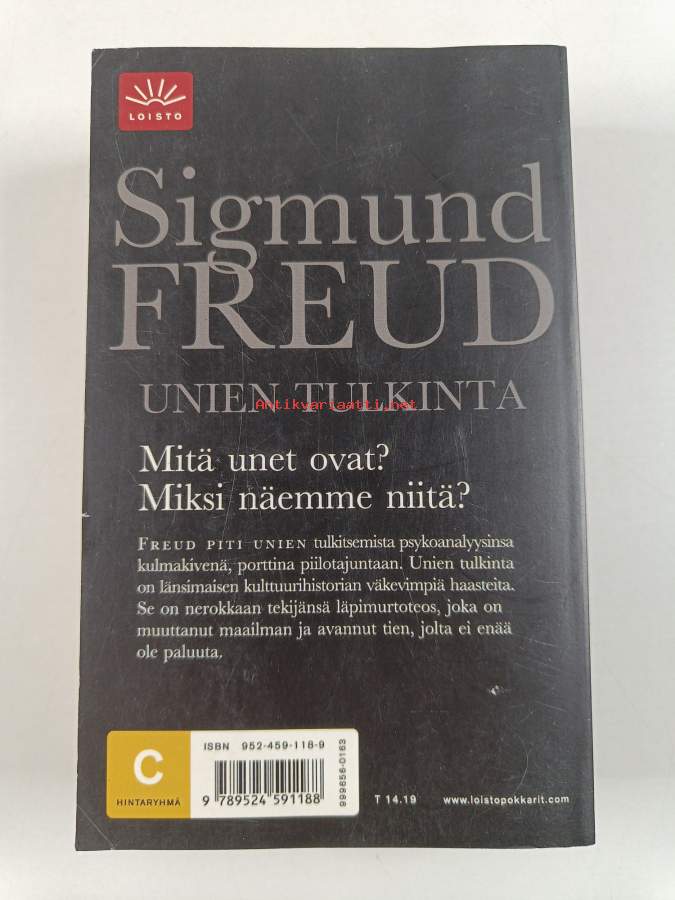 LOISTO
Sigmund
FREUD
UNIEN TULKINTA
Antikvariaatti.net
Mitä unet ovat?
Miksi näemme niitä?
FREUD PITI UNIEN tulkitsemista psykoanalyysinsa
kulmakivenä, porttina piilotajuntaan. Unien tulkinta
on länsimaisen kulttuurihistorian väkevimpiä haasteita.
Se on nerokkaan tekijänsä läpimurtoteos, joka on
muuttanut maailman ja avannut tien, jolta ei enää
ole paluuta.
C
HINTARYHMÄ
ISBN 952-459-118-9
9 789524 591188
999656-0163
T 14.19
www.loistopokkarit.com